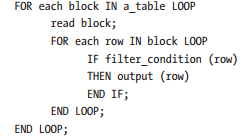 FOR each block IN a_table LOOP
read block;
FOR each row IN block LOOP
IF filter_condition (row)
THEN output (row)
END IF;
END LOOP;
END LOOP;